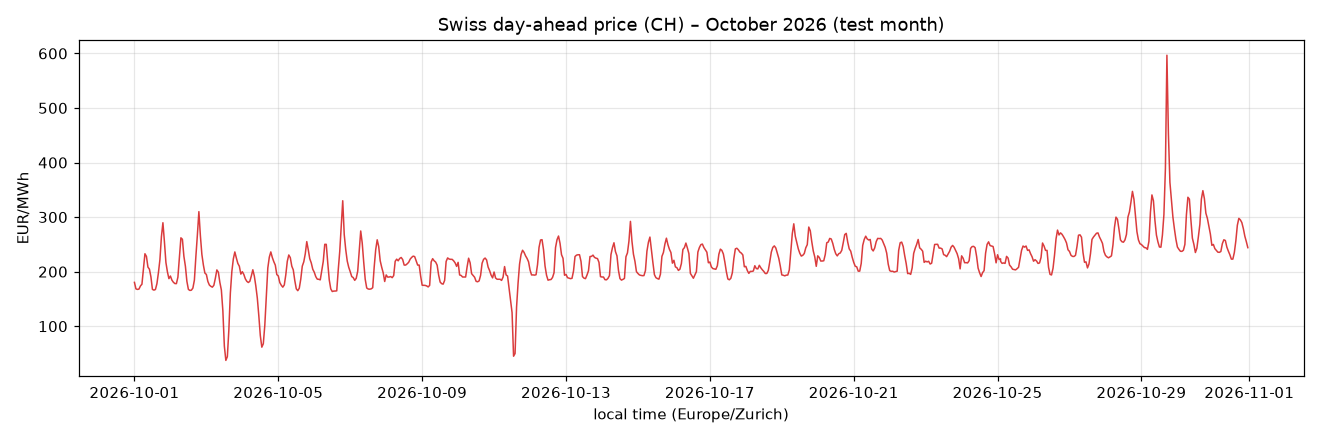 Swiss day-ahead price (CH) – October 2026 (test month)
EUR/MWh
600
500
400
300
200
100
2026-10-01 2026-10-05 2026-10-09 2026-10-13 2026-10-17 2026-10-21 2026-10-25 2026-10-29 2026-11-01
local time (Europe/Zurich)